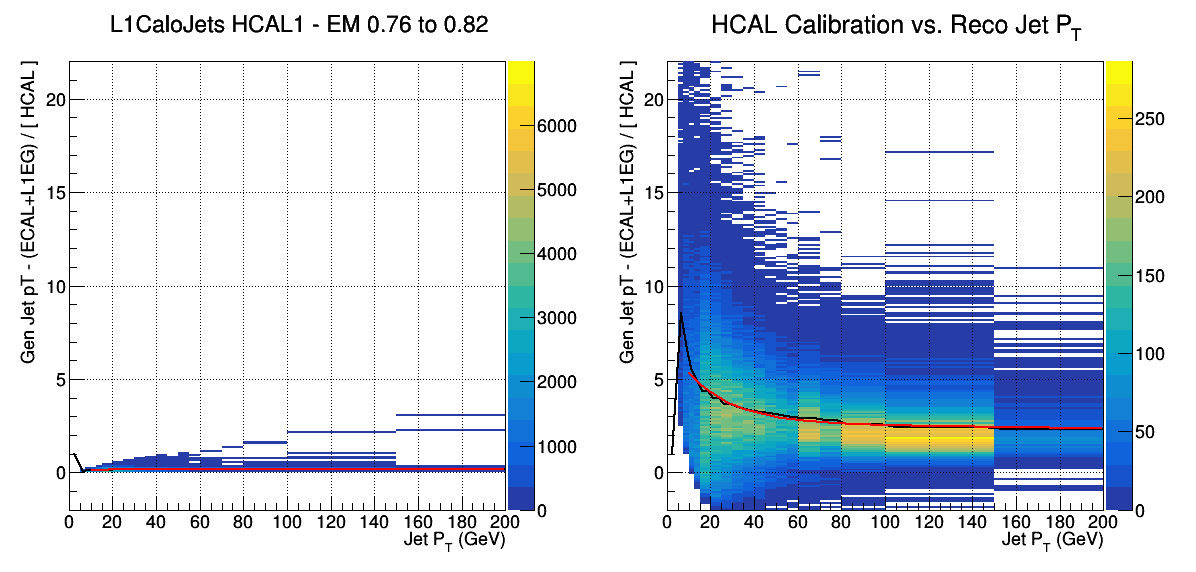 L1CaloJets HCAL1 - EM 0.76 to 0.82
Gen Jet pT - (ECAL+L1EG) / [ HCAL ]
20
15
10
5
0
0 20 40 60 80 100 120 140 160 180 200
Jet P_T (GeV)
6000
5000
4000
3000
2000
1000
0
HCAL Calibration vs. Reco Jet P_T
Gen Jet pT - (ECAL+L1EG) / [ HCAL ]
20
15
10
5
0
0 20 40 60 80 100 120 140 160 180 200
Jet P_T (GeV)
250
200
150
100
50
0